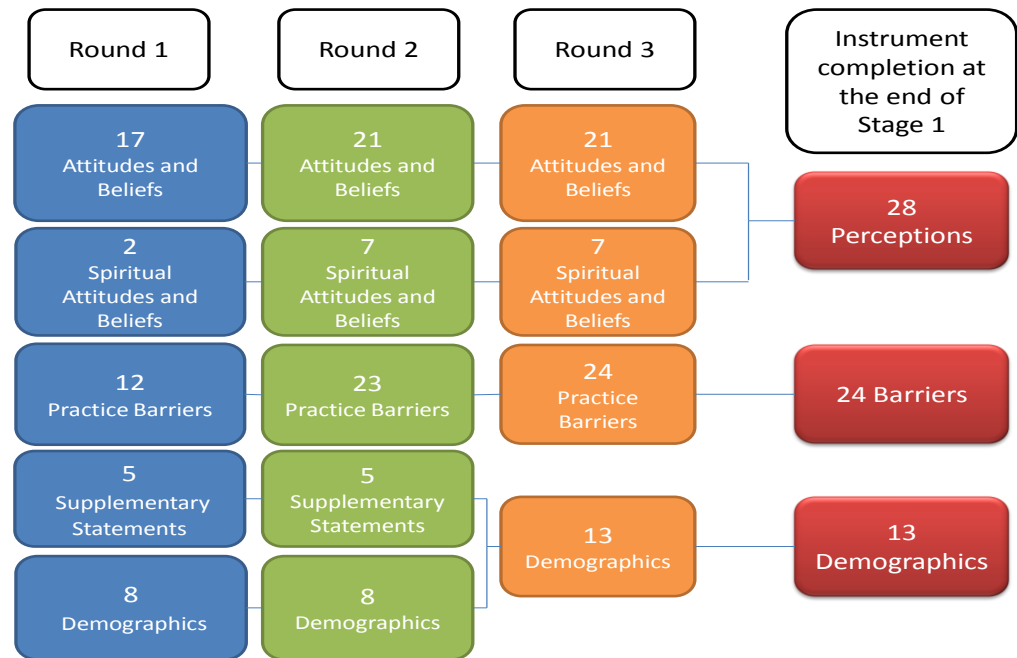 Round 1
Round 2
Round 3
Instrument
completion at
the end of
Stage 1
17
Attitudes and
Beliefs
21
Attitudes and
Beliefs
21
Attitudes and
Beliefs
28
Perceptions
2
Spiritual
Attitudes and
Beliefs
7
Spiritual
Attitudes and
Beliefs
7
Spiritual
Attitudes and
Beliefs
12
Practice Barriers
23
Practice Barriers
24
Practice
Barriers
24 Barriers
5
Supplementary
Statements
5
Supplementary
Statements
13
Demographics
13
Demographics
8
Demographics
8
Demographics